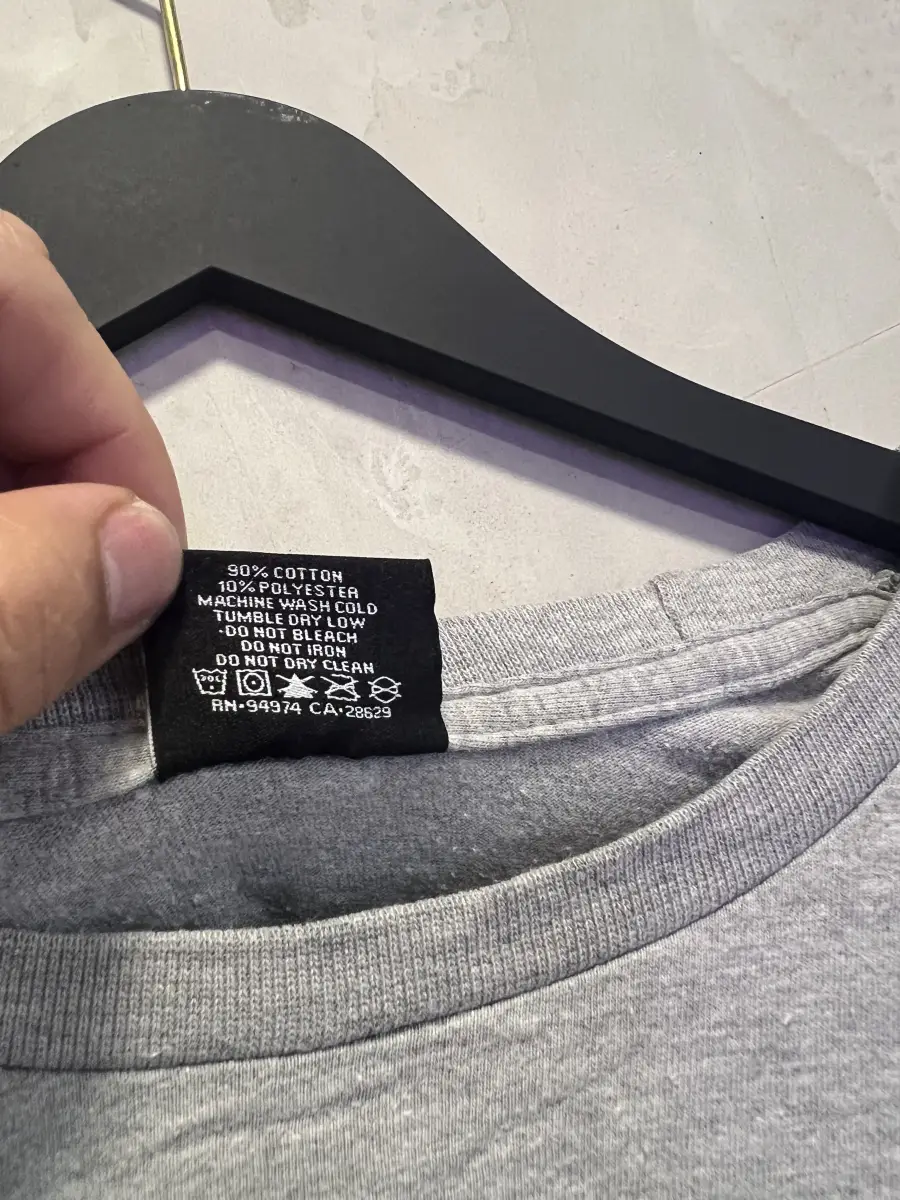 90% COTTON
10% POLYESTER
MACHINE WASH COLD
TUMBLE DRY LOW
·DO NOT BLEACH
DO NOT IRON
DO NOT DRY CLEAN
30C
RN·94974 CA·28629